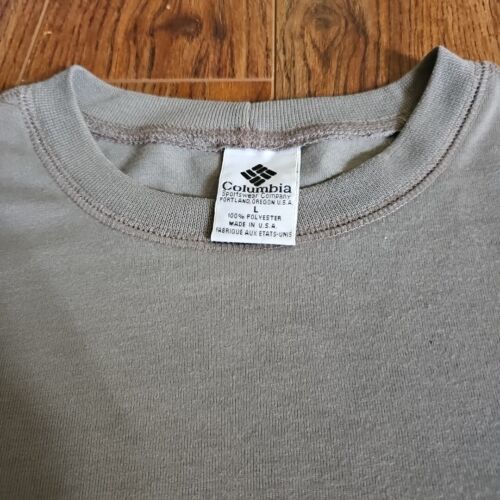 Columbia
Sportswear Company
PORTLAND, OREGON U.S.A.
L
100% POLYESTER
MADE IN U.S.A.
FABRIQUE AUX ETATS-UNIS